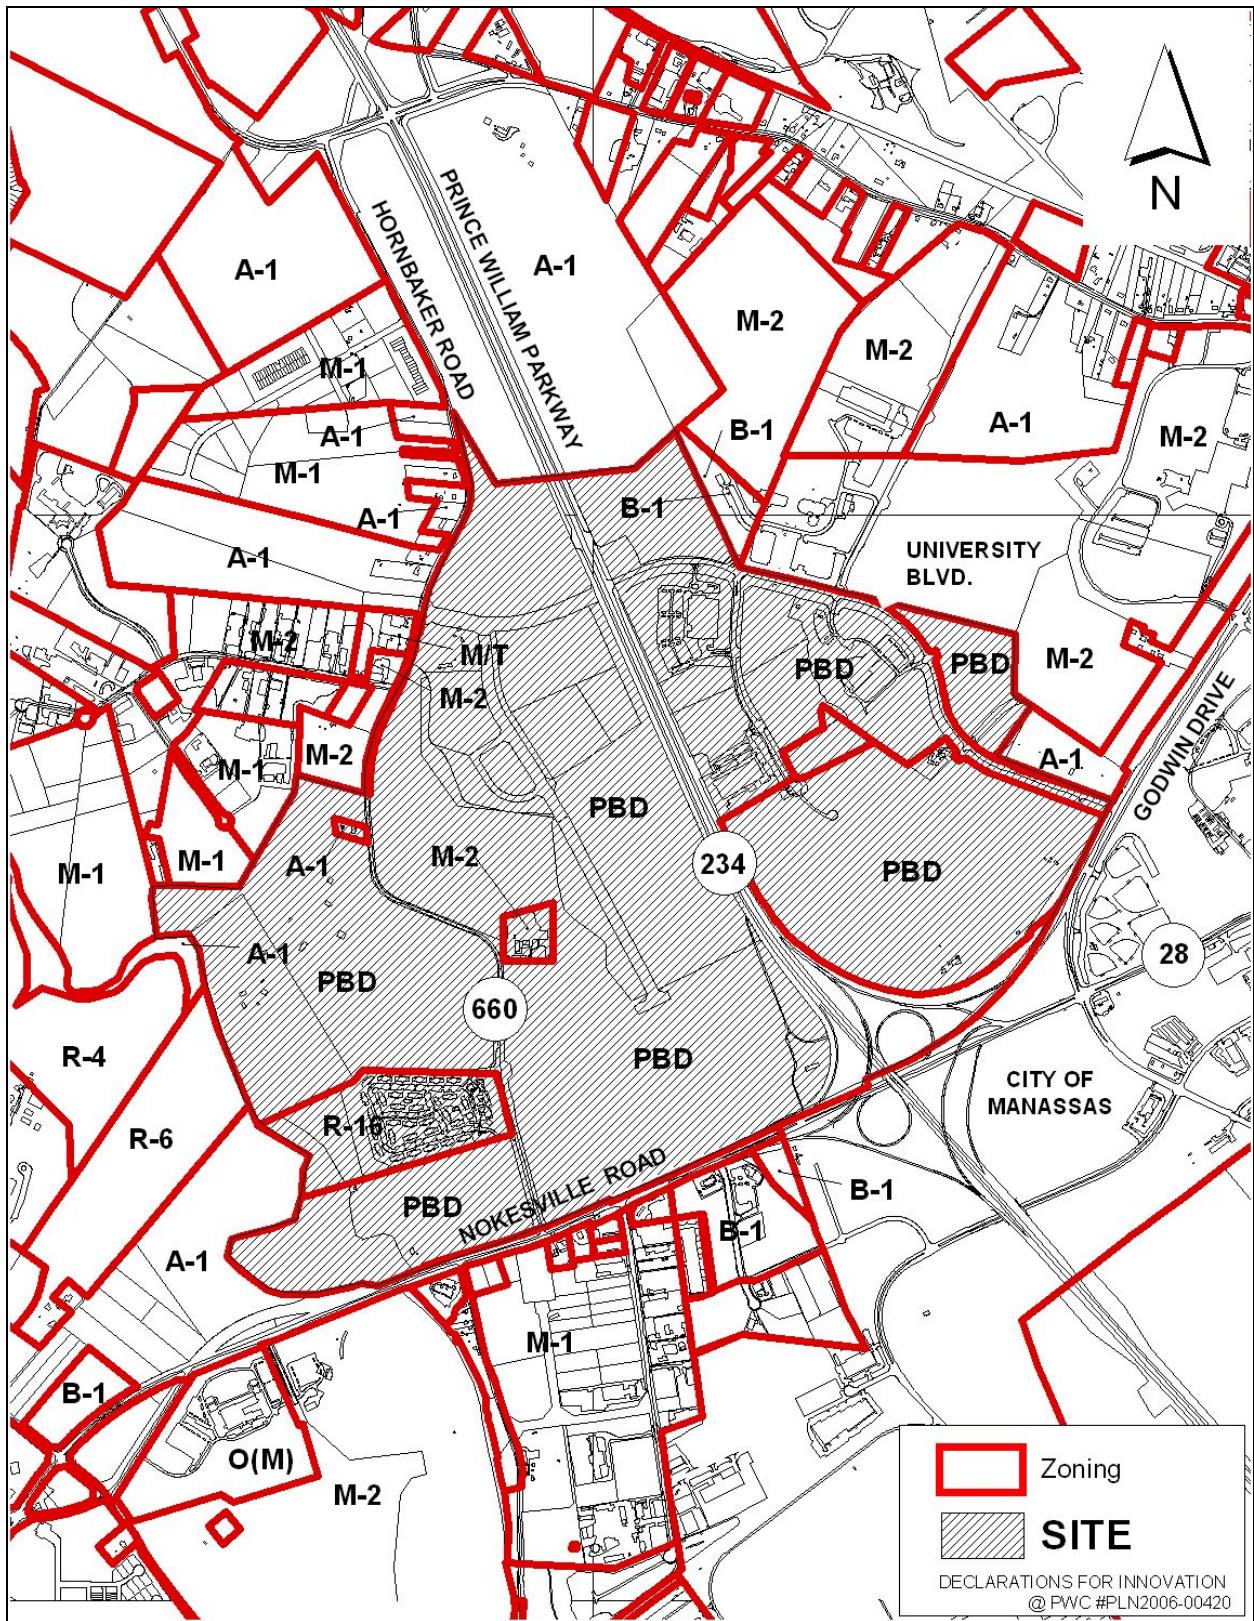 N
PRINCE WILLIAM PARKWAY
HORNBAKER ROAD
A-1
A-1
M-2
M-2
M-1
A-1
B-1
A-1
M-2
M-1
B-1
A-1
A-1
UNIVERSITY
BLVD.
M-2
M/T
PBD
PBD
M-2
M-2
GODWIN DRIVE
M-2
M-1
A-1
PBD
M-2
234
M-1
M-1
A-1
PBD
A-1
28
PBD
660
R-4
PBD
CITY OF
MANASSAS
R-16
R-6
NOKESVILLE ROAD
B-1
PBD
B-1
A-1
M-1
B-1
O(M)
M-2
Zoning
SITE
DECLARATIONS FOR INNOVATION
@ PWC #PLN2006-00420